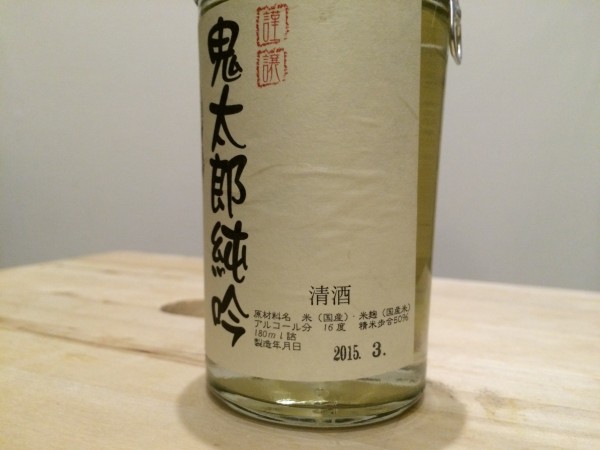 謹譲
鬼太郎純吟
清酒
原材料名 米(国産)・米麹(国産米)
アルコール分 16度 精米歩合50%
180ml詰
製造年月日
2015. 3.